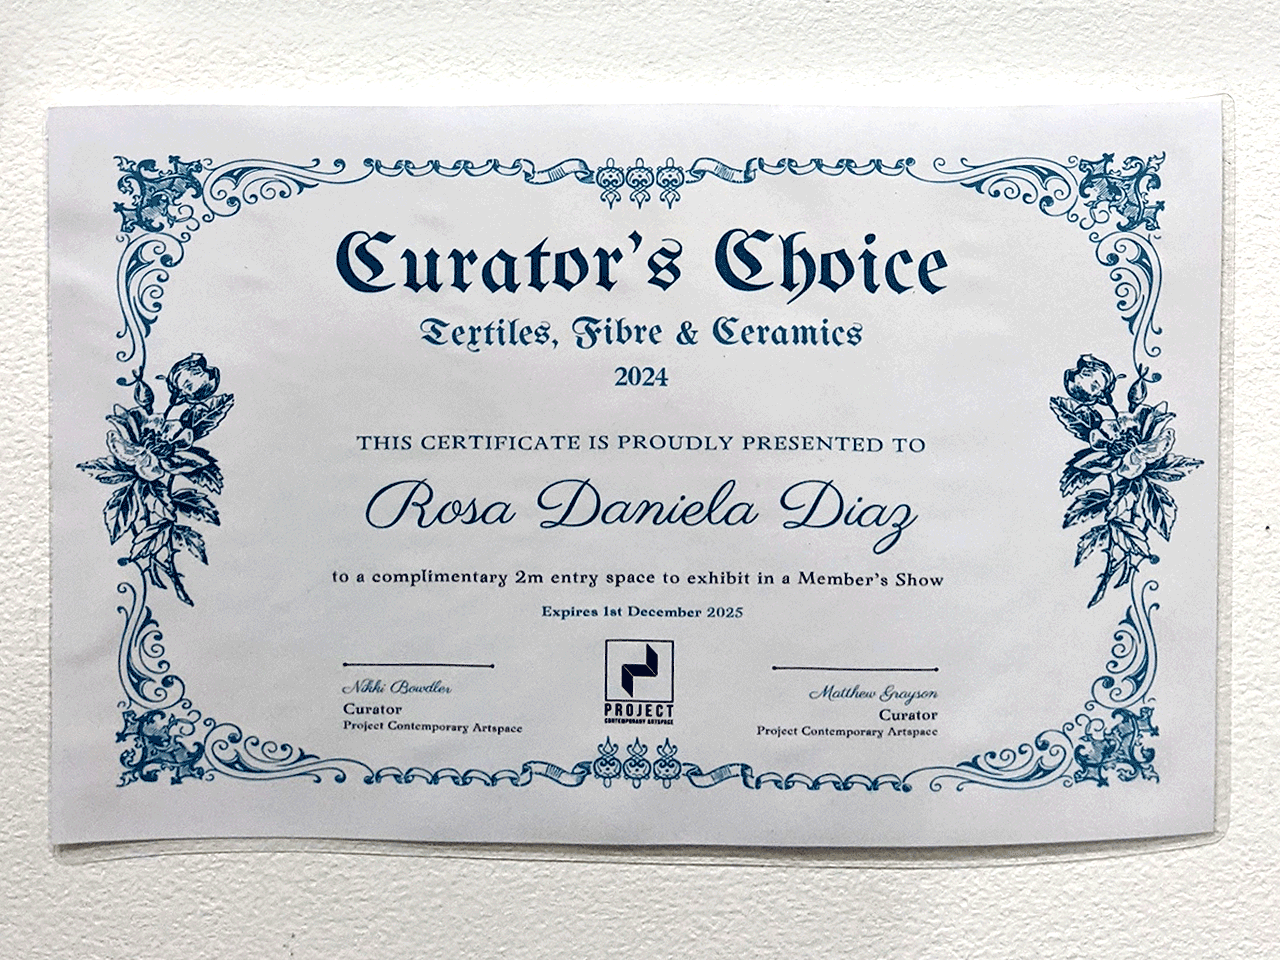 Curator's Choice
Textiles, Fibre & Ceramics
2024
THIS CERTIFICATE IS PROUDLY PRESENTED TO
Rosa Daniela Diaz
to a complimentary 2m entry space to exhibit in a Member's Show
Expires 1st December 2025
Nikki Bowdler
Curator
Project Contemporary Artspace
PROJECT
CONTEMPORARY ARTSPACE
Matthew Grayson
Curator
Project Contemporary Artspace